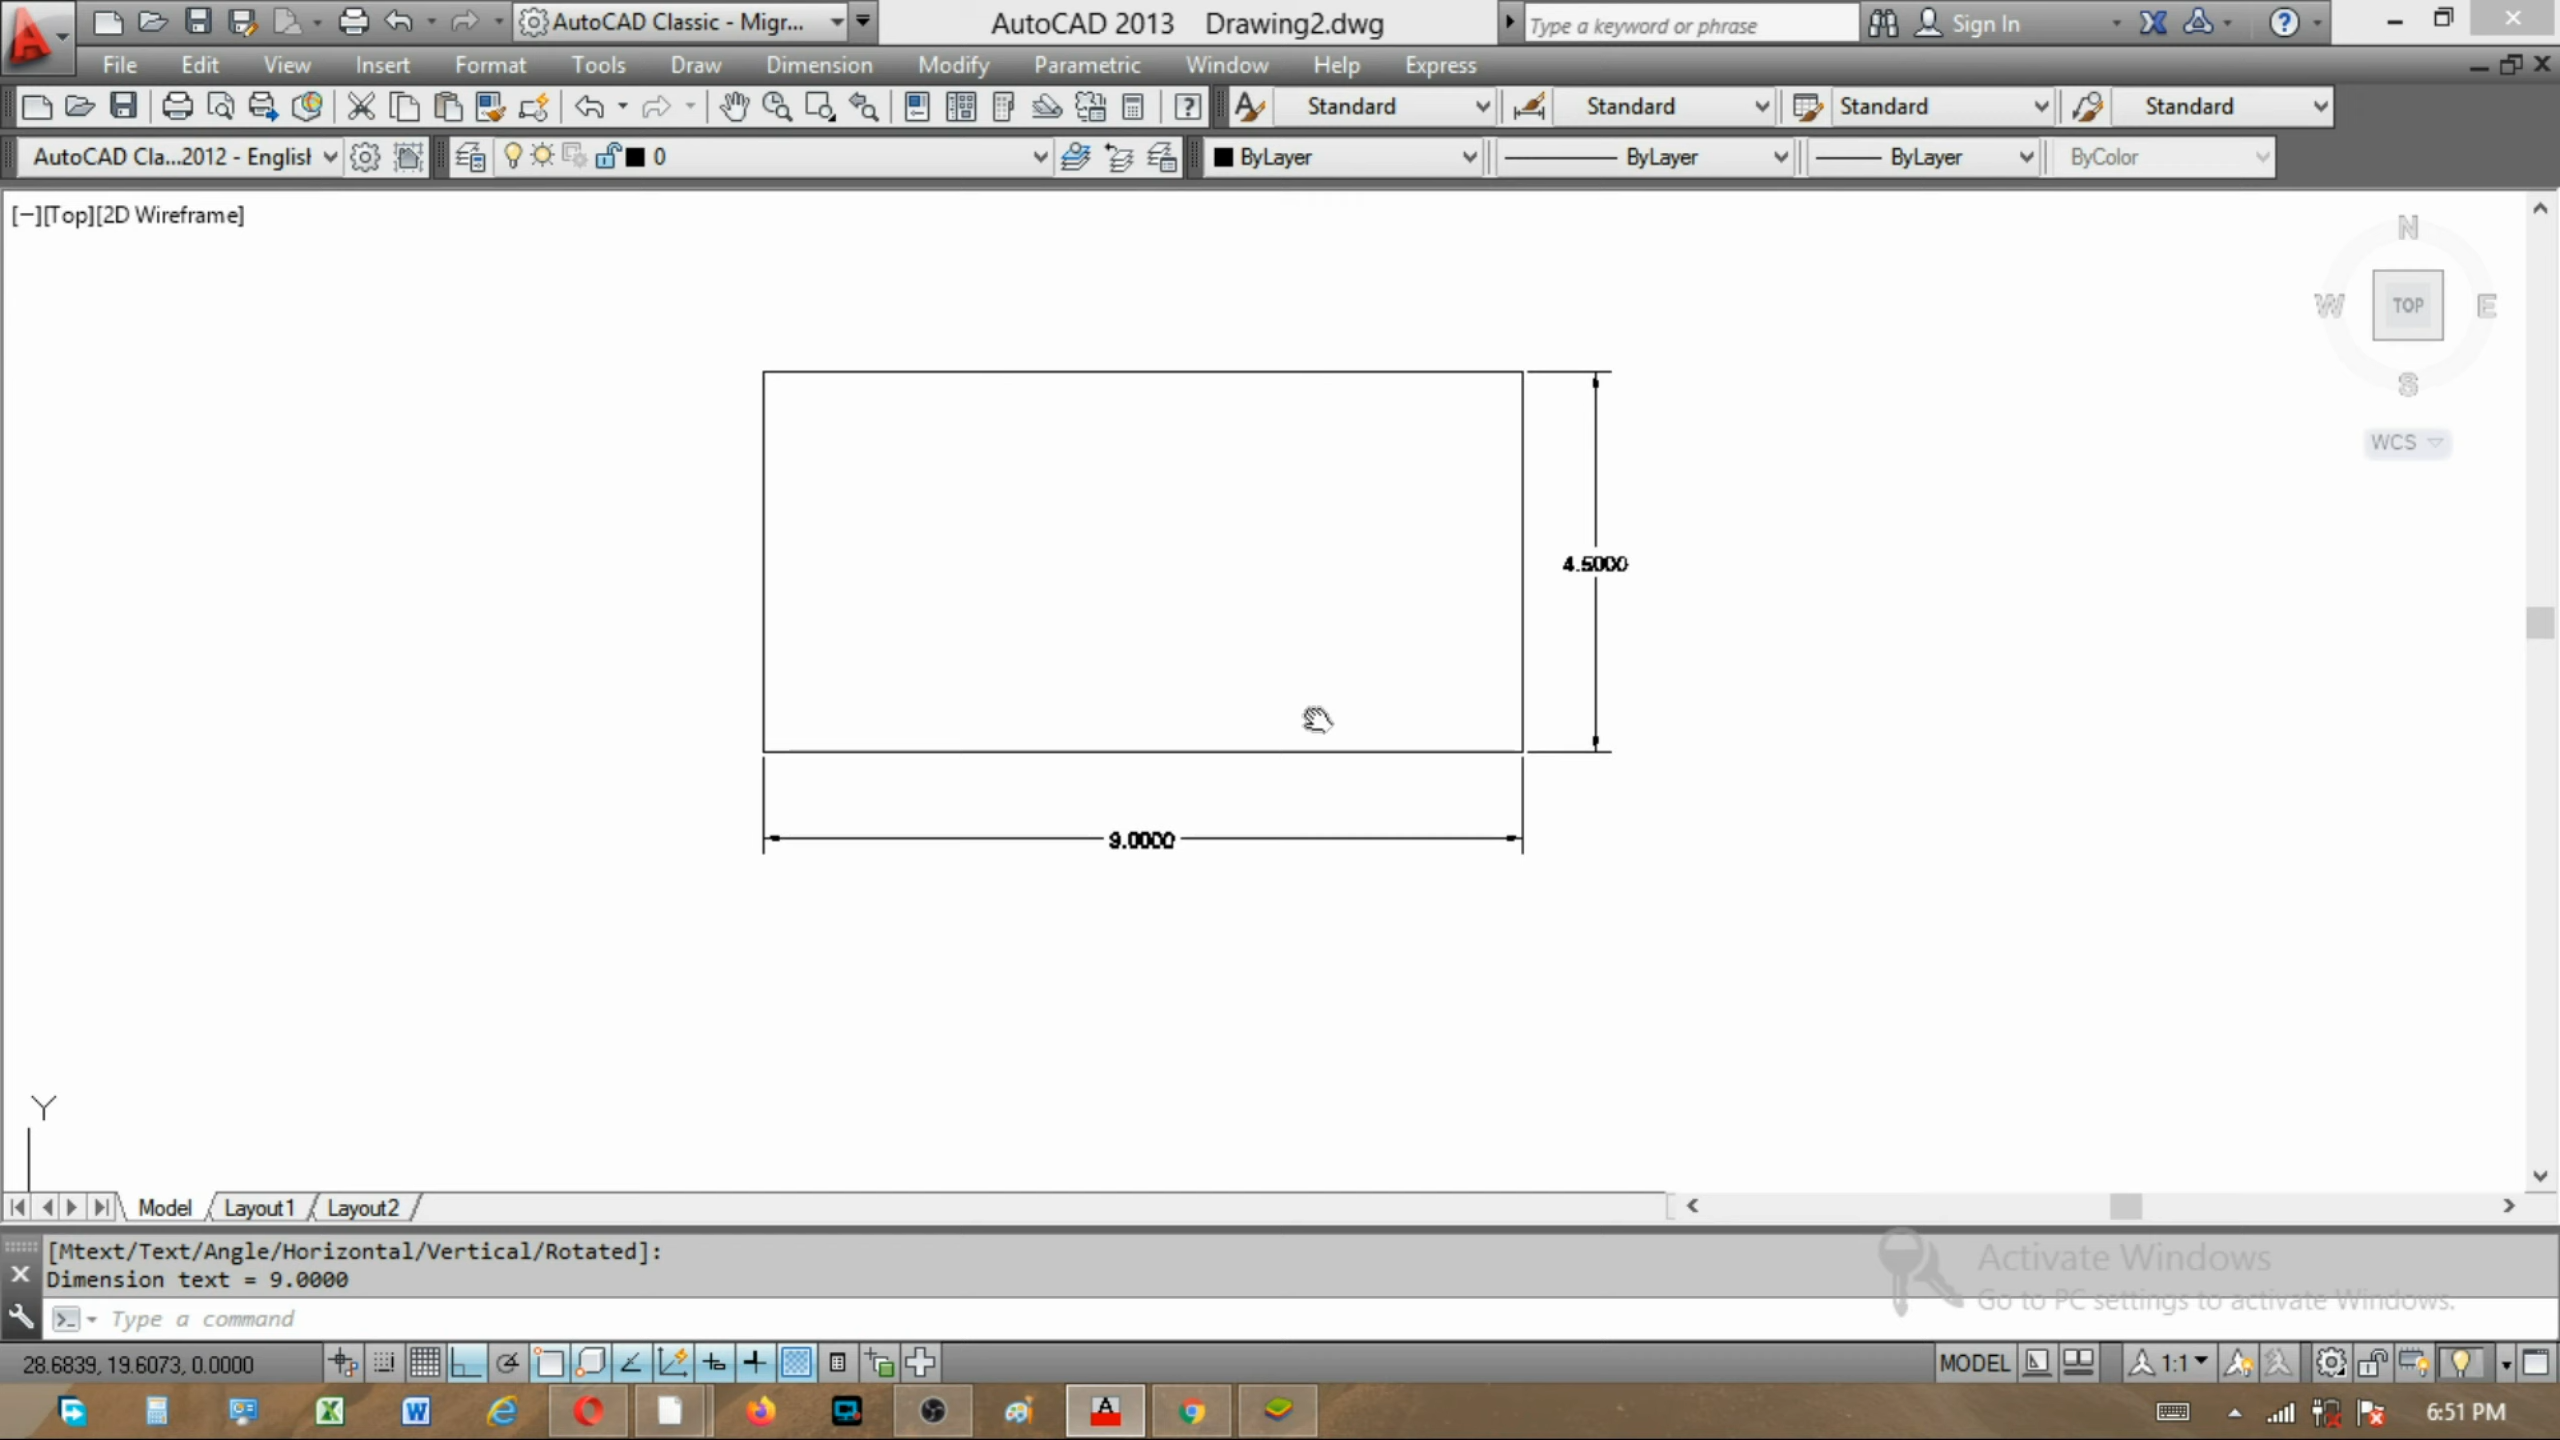 AutoCAD Classic - Migr... AutoCAD 2013 Drawing2.dwg Type a keyword or phrase Sign In
File Edit View Insert Format Tools Draw Dimension Modify Parametric Window Help Express
Standard Standard Standard Standard
AutoCAD Cla...2012 - English 0 ByLayer ByLayer ByLayer ByColor
[−][Top][2D Wireframe]
N
W TOP E
S
WCS
4.5000
9.0000
Y
Model Layout1 Layout2
[Mtext/Text/Angle/Horizontal/Vertical/Rotated]:
Dimension text = 9.0000
Type a command
Activate Windows
Go to PC settings to activate Windows.
28.6839, 19.6073, 0.0000 MODEL 1:1
6:51 PM